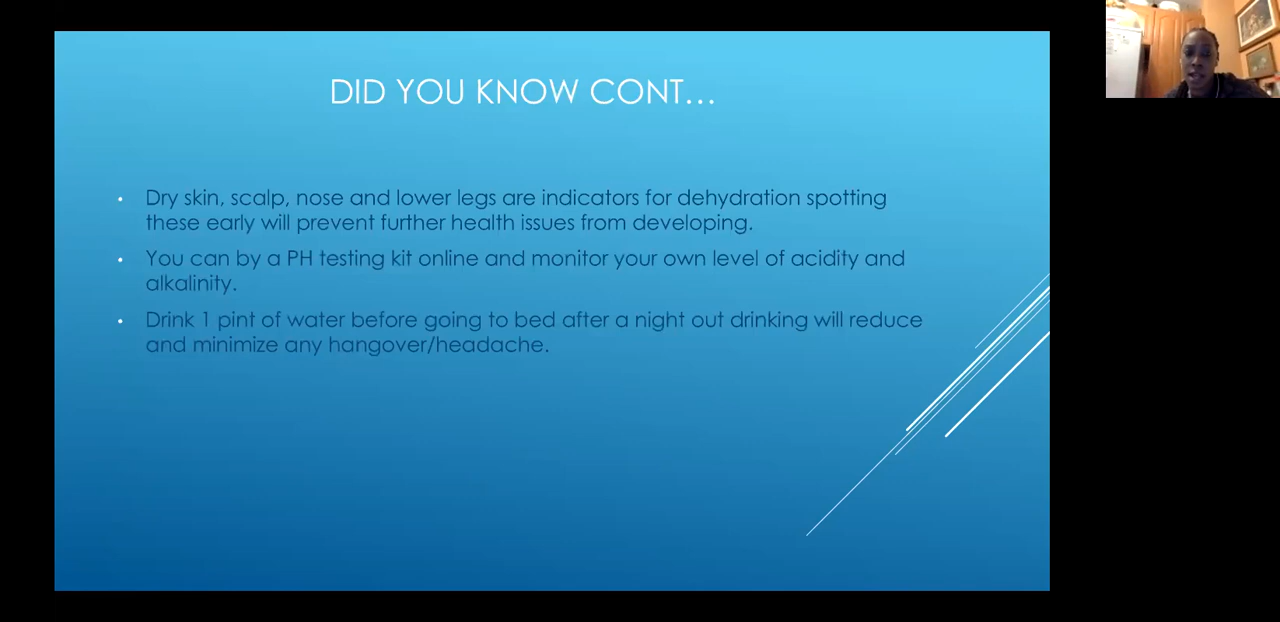 DID YOU KNOW CONT...
• Dry skin, scalp, nose and lower legs are indicators for dehydration spotting
these early will prevent further health issues from developing.
• You can by a PH testing kit online and monitor your own level of acidity and
alkalinity.
• Drink 1 pint of water before going to bed after a night out drinking will reduce
and minimize any hangover/headache.